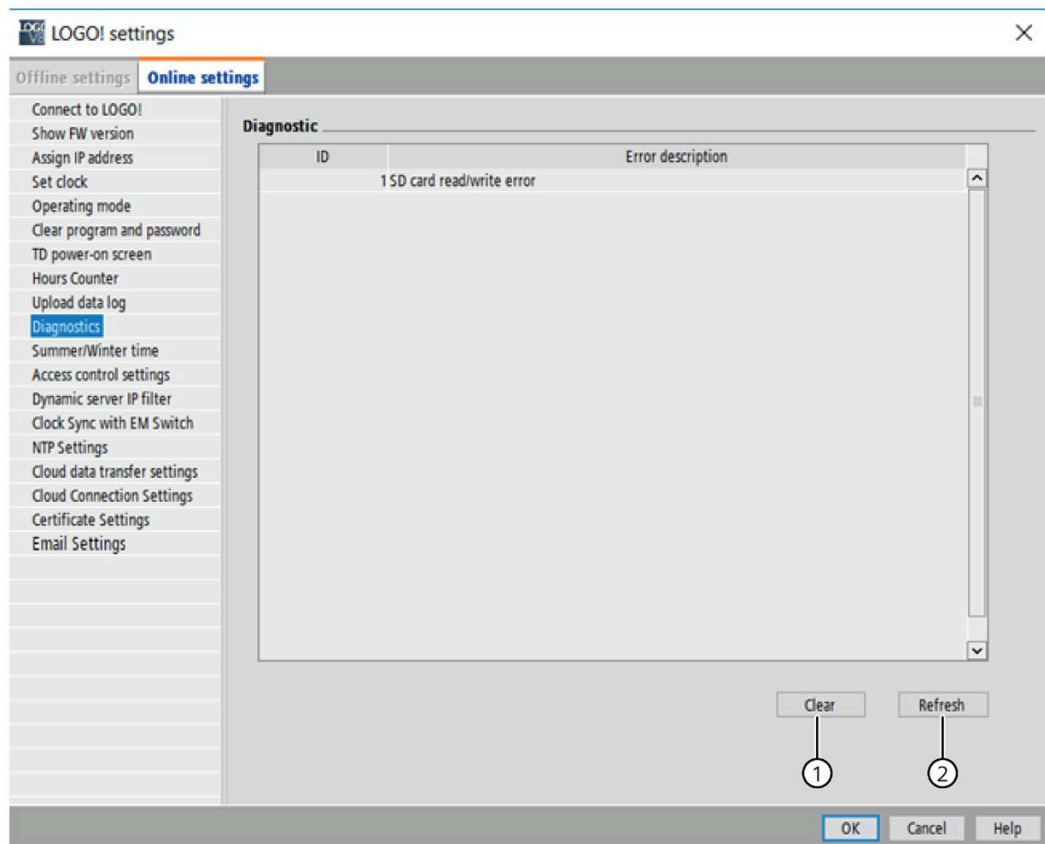 LOGO! settings
Offline settings
Online settings
Connect to LOGO!
Show FW version
Assign IP address
Set clock
Operating mode
Clear program and password
TD power-on screen
Hours Counter
Upload data log
Diagnostics
Summer/Winter time
Access control settings
Dynamic server IP filter
Clock Sync with EM Switch
NTP Settings
Cloud data transfer settings
Cloud Connection Settings
Certificate Settings
Email Settings
Diagnostic
ID Error description
1 SD card read/write error
Clear Refresh
1 2
OK Cancel Help